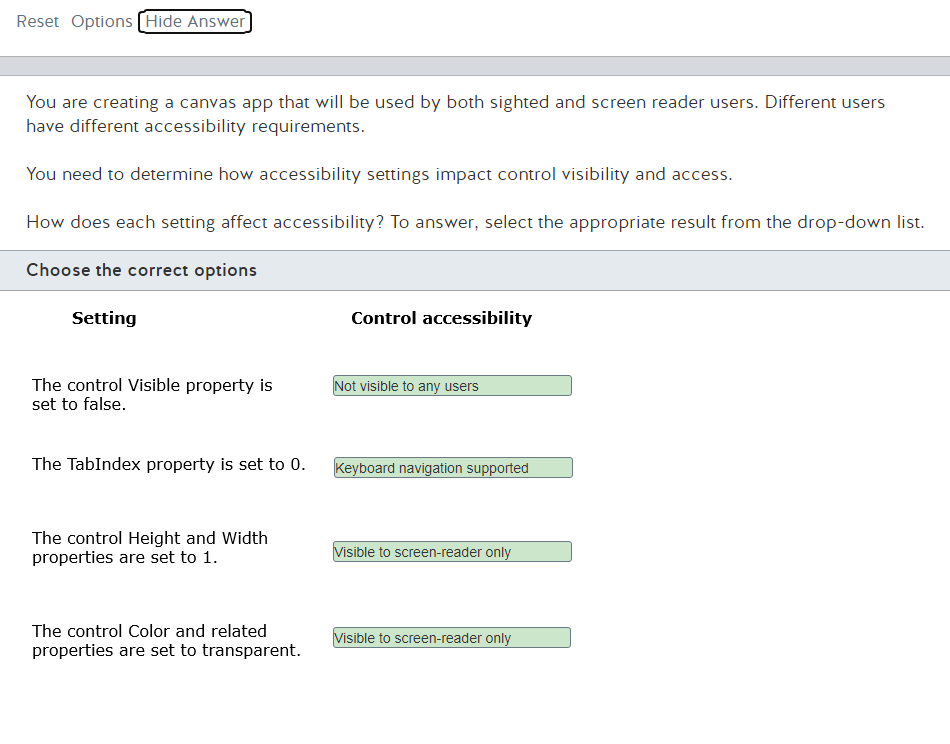 Reset Options Hide Answer
You are creating a canvas app that will be used by both sighted and screen reader users. Different users
have different accessibility requirements.
You need to determine how accessibility settings impact control visibility and access.
How does each setting affect accessibility? To answer, select the appropriate result from the drop-down list.
Choose the correct options
Setting Control accessibility
The control Visible property is
set to false.
Not visible to any users
The TabIndex property is set to 0.
Keyboard navigation supported
The control Height and Width
properties are set to 1.
Visible to screen-reader only
The control Color and related
properties are set to transparent.
Visible to screen-reader only